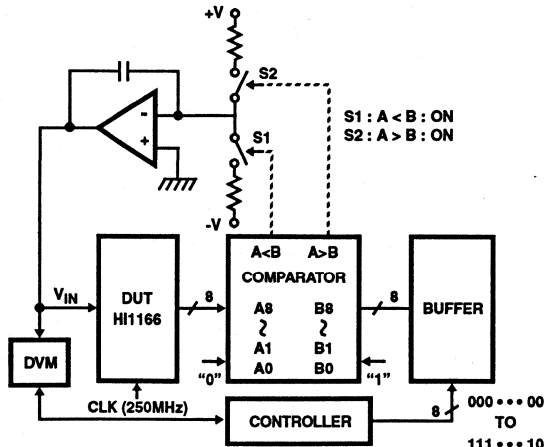 +V
S2
S1 : A < B : ON
S2 : A > B : ON
-
+
S1
-V
A<B A>B
COMPARATOR
DUT
HI1166
VIN
8
A8 B8
8
BUFFER
A1 B1
A0 B0
DVM
"0"
"1"
CLK (250MHz)
CONTROLLER
8
000 • • • 00
TO
111 • • • 10